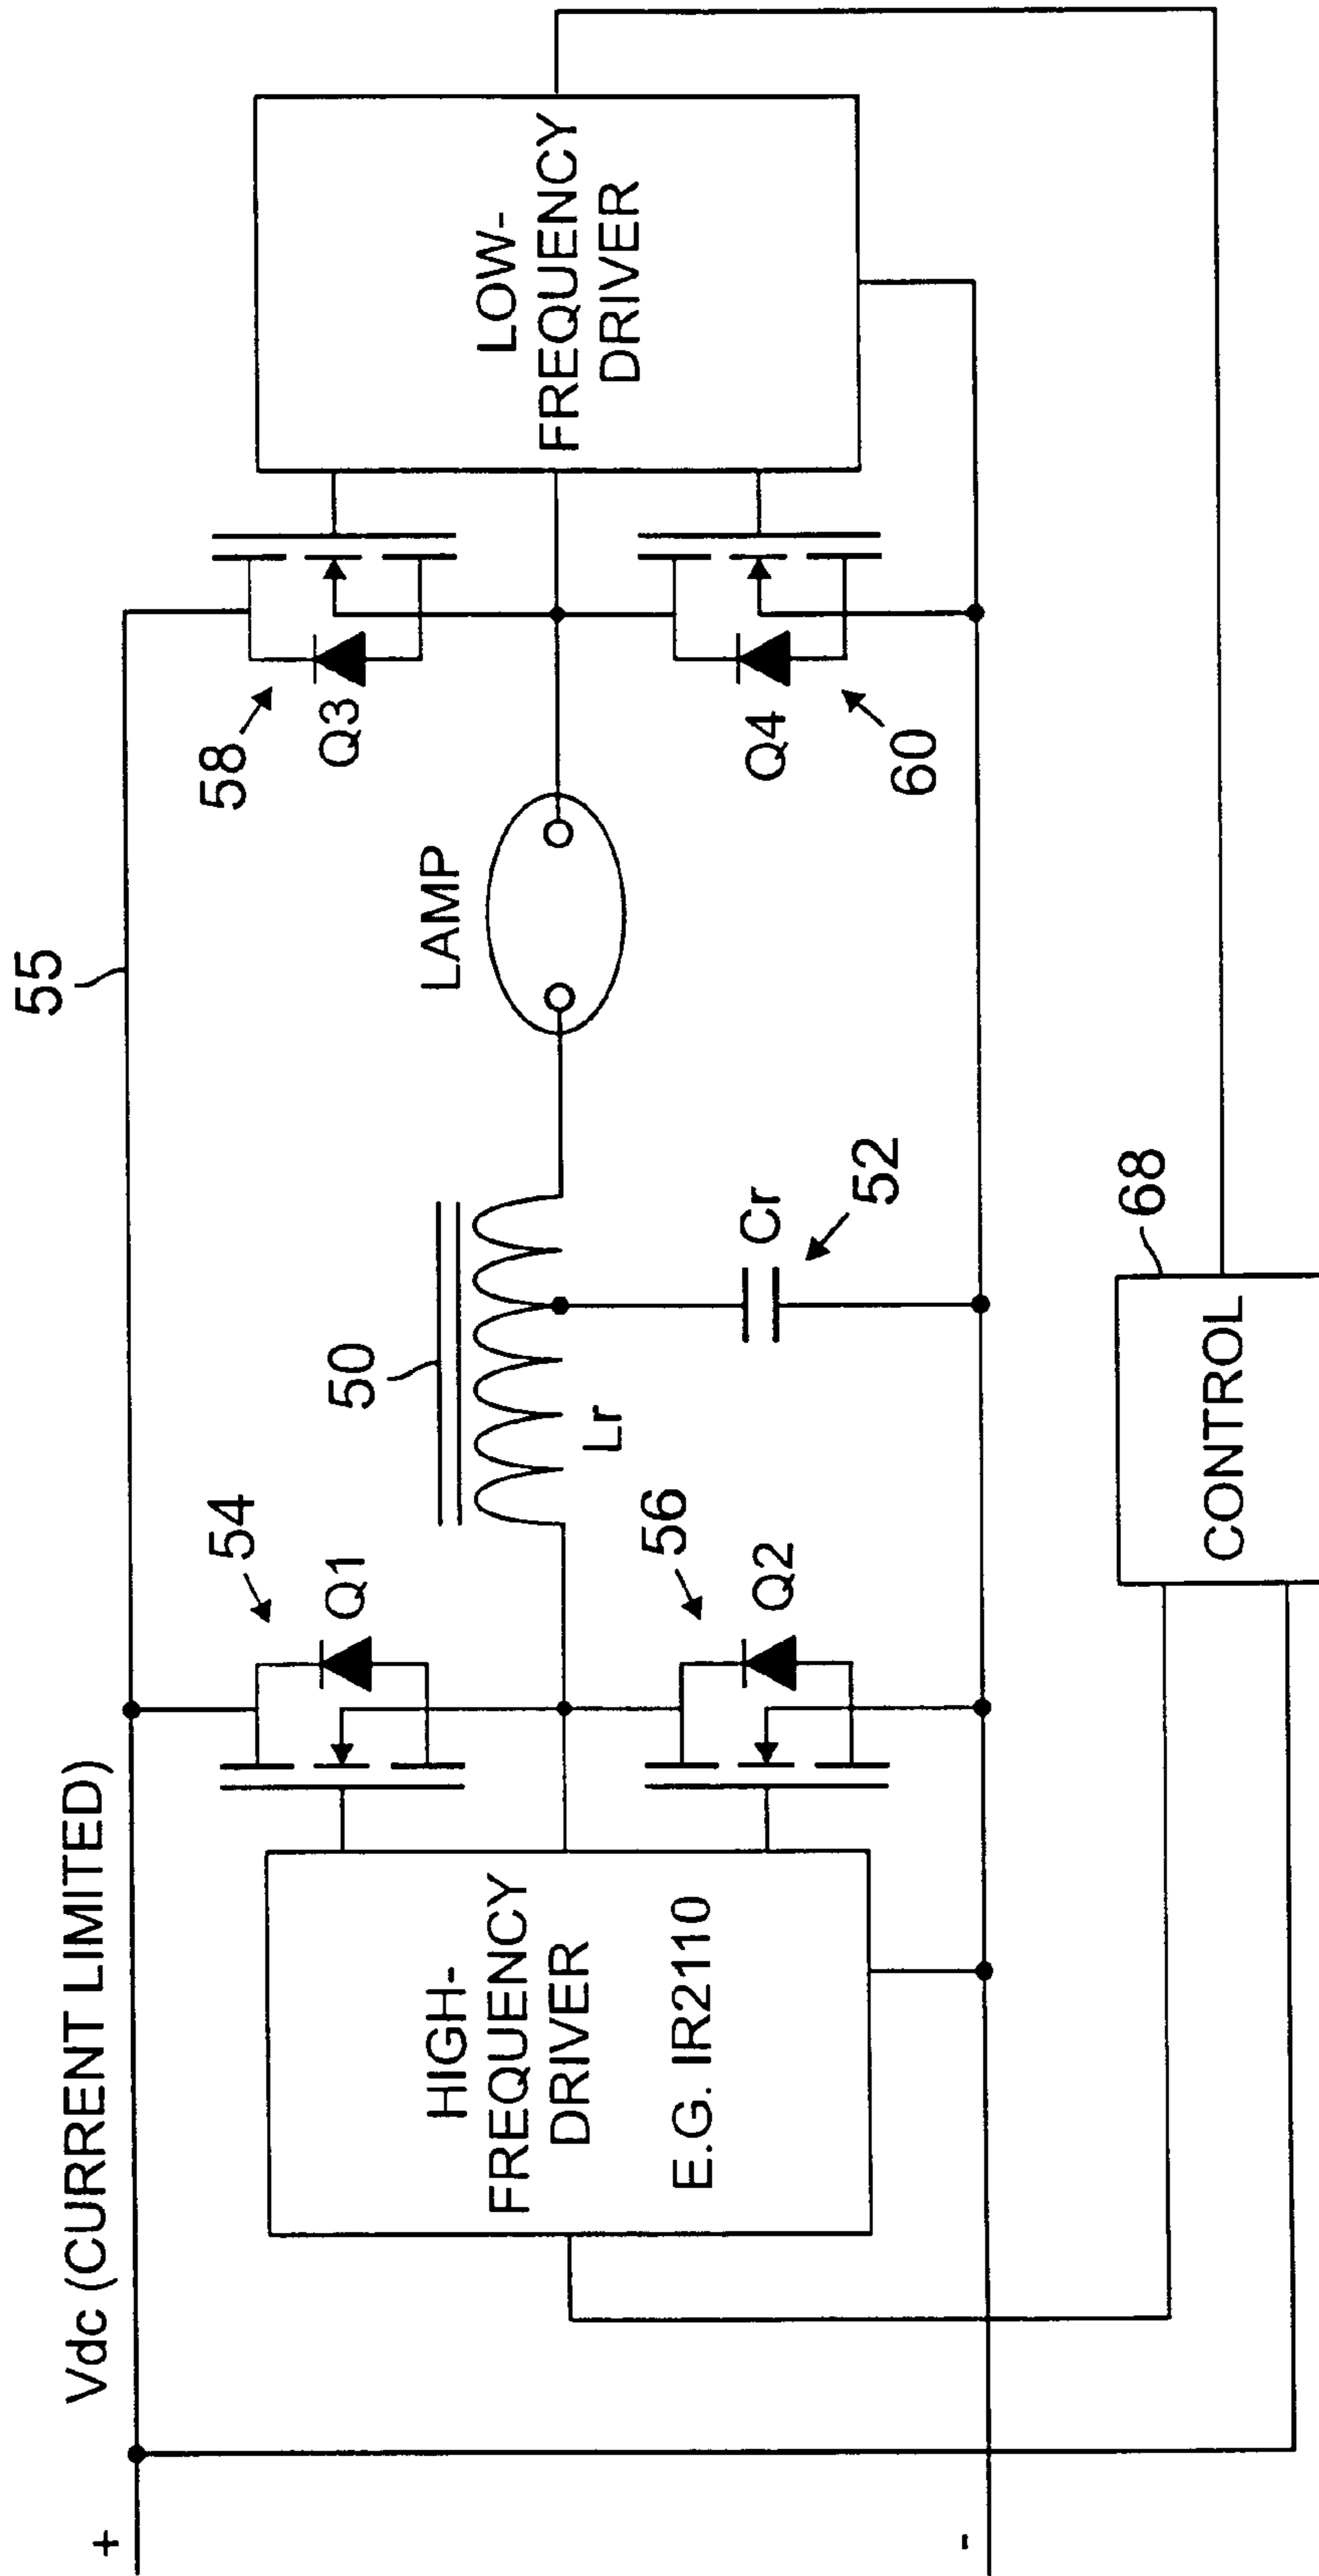 Vdc (CURRENT LIMITED)
+
-
55
54
Q1
56
Q2
HIGH-
FREQUENCY
DRIVER
E.G. IR2110
50
Lr
Cr
52
LAMP
58
Q3
Q4
60
LOW-
FREQUENCY
DRIVER
68
CONTROL